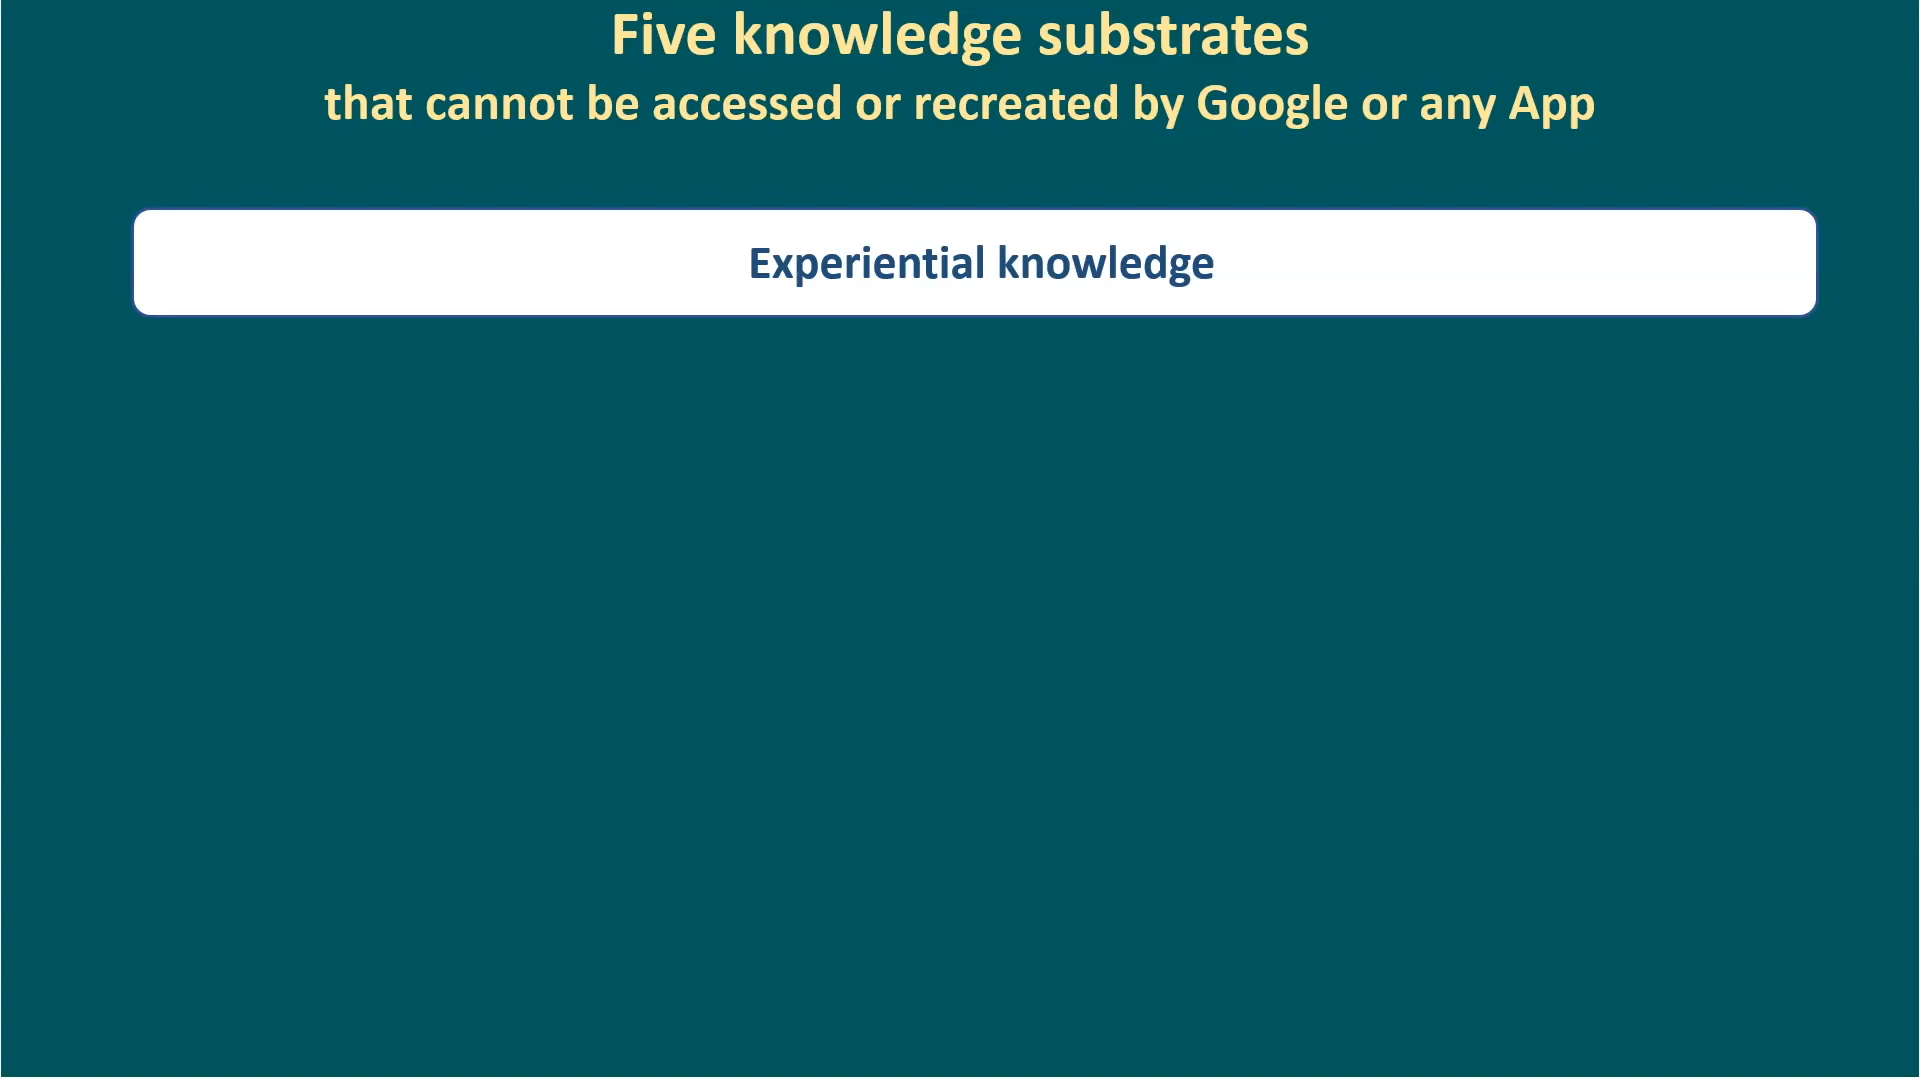 Five knowledge substrates
that cannot be accessed or recreated by Google or any App
Experiential knowledge